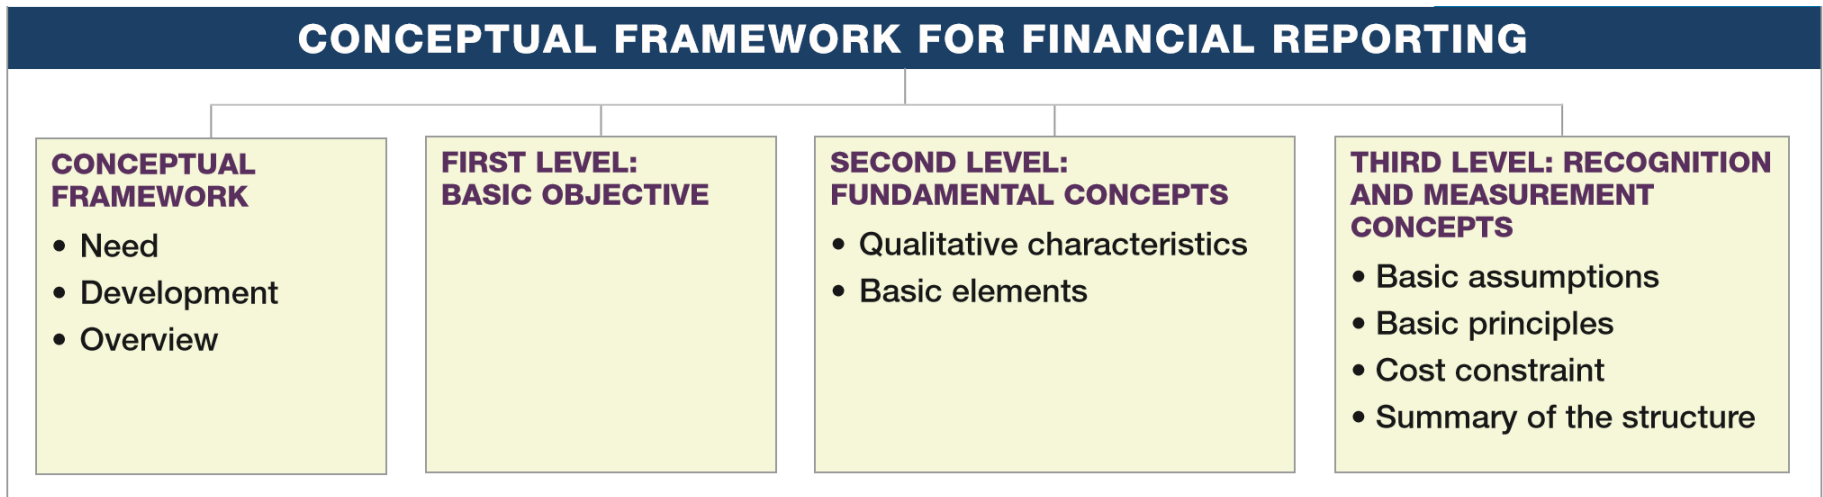 CONCEPTUAL FRAMEWORK FOR FINANCIAL REPORTING
CONCEPTUAL
FRAMEWORK
• Need
• Development
• Overview
FIRST LEVEL:
BASIC OBJECTIVE
SECOND LEVEL:
FUNDAMENTAL CONCEPTS
• Qualitative characteristics
• Basic elements
THIRD LEVEL: RECOGNITION
AND MEASUREMENT
CONCEPTS
• Basic assumptions
• Basic principles
• Cost constraint
• Summary of the structure